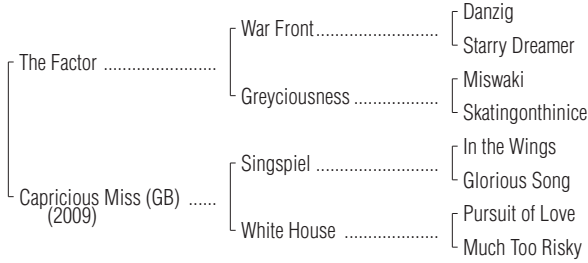 Danzig
War Front
Starry Dreamer
The Factor
Miswaki
Greyciousness
Skatingonthinice
In the Wings
Singspiel
Glorious Song
Capricious Miss (GB)
(2009)
Pursuit of Love
White House
Much Too Risky